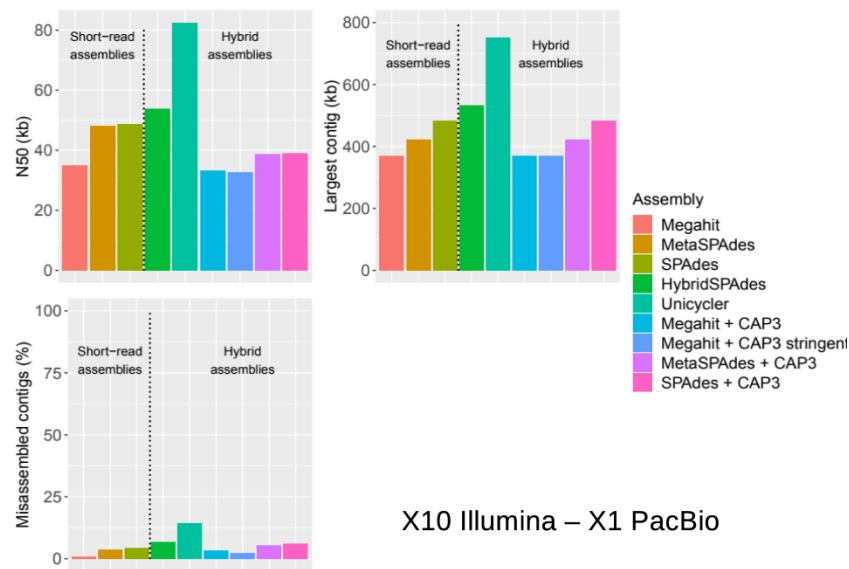 80
60
40
20
0
N50 (kb)
Short-read
assemblies
Hybrid
assemblies
800
600
400
200
0
Largest contig (kb)
Short-read
assemblies
Hybrid
assemblies
Assembly
Megahit
MetaSPAdes
SPAdes
HybridSPAdes
Unicycler
Megahit + CAP3
Megahit + CAP3 stringent
MetaSPAdes + CAP3
SPAdes + CAP3
100
75
50
25
0
Misassembled contigs (%)
Short-read
assemblies
Hybrid
assemblies
X10 Illumina – X1 PacBio